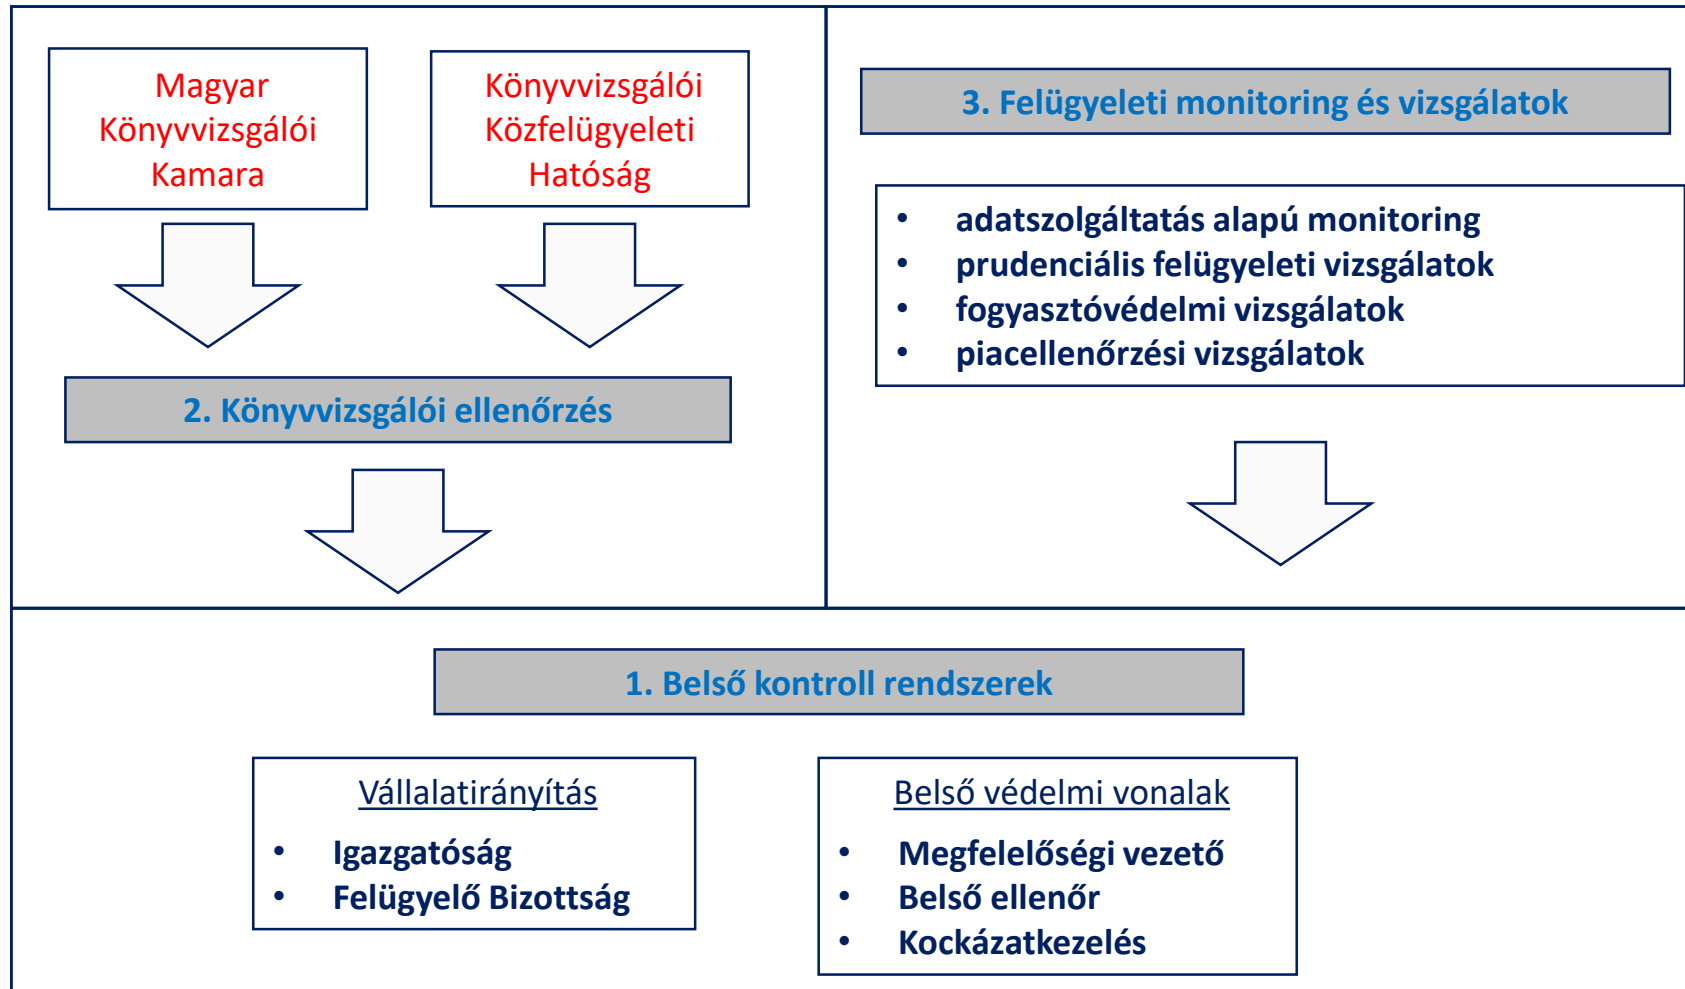 Magyar
Könyvvizsgálói
Kamara
Könyvvizsgálói
Közfelügyeleti
Hatóság
2. Könyvvizsgálói ellenőrzés
3. Felügyeleti monitoring és vizsgálatok
• adatszolgáltatás alapú monitoring
• prudenciális felügyeleti vizsgálatok
• fogyasztóvédelmi vizsgálatok
• piacellenőrzési vizsgálatok
1. Belső kontroll rendszerek
Vállalatirányítás
• Igazgatóság
• Felügyelő Bizottság
Belső védelmi vonalak
• Megfelelőségi vezető
• Belső ellenőr
• Kockázatkezelés